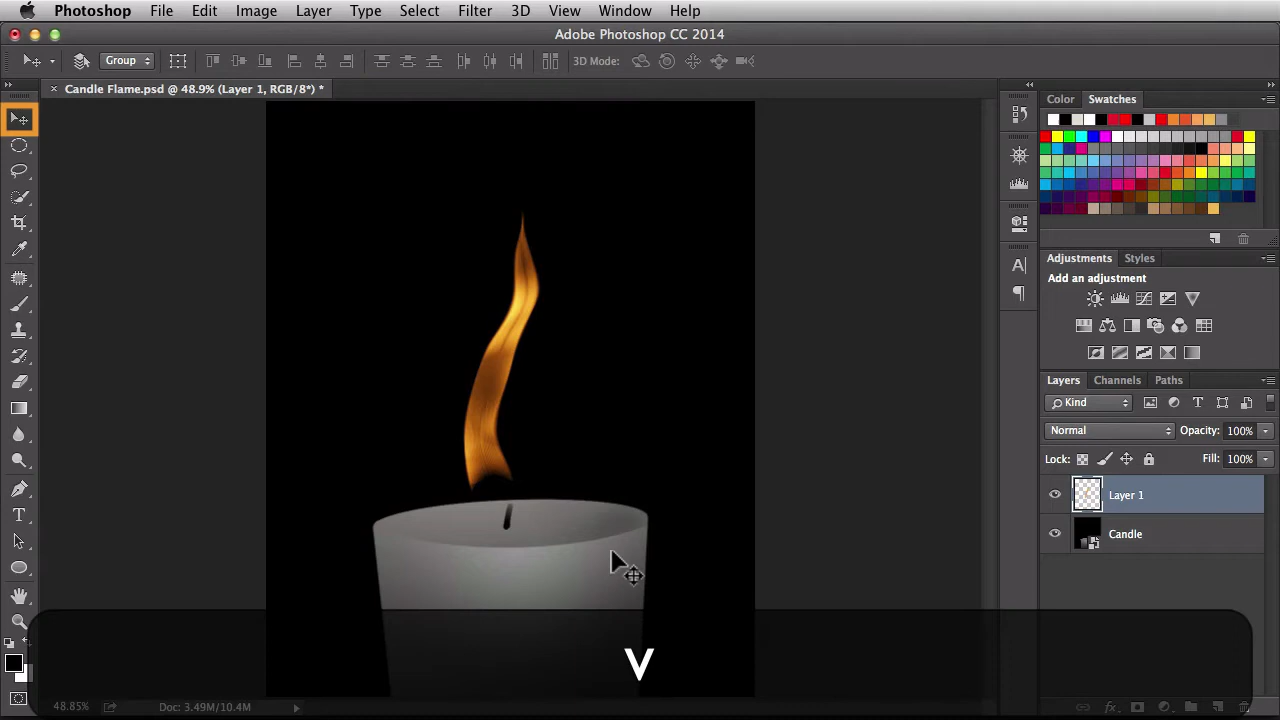 Photoshop File Edit Image Layer Type Select Filter 3D View Window Help
Adobe Photoshop CC 2014
Group 3D Mode:
× Candle Flame.psd @ 48.9% (Layer 1, RGB/8*) *
Color Swatches
Adjustments Styles
Add an adjustment
Layers Channels Paths
Kind
Normal Opacity: 100%
Lock: Fill: 100%
Layer 1
Candle
V
48.85% Doc: 3.49M/10.4M